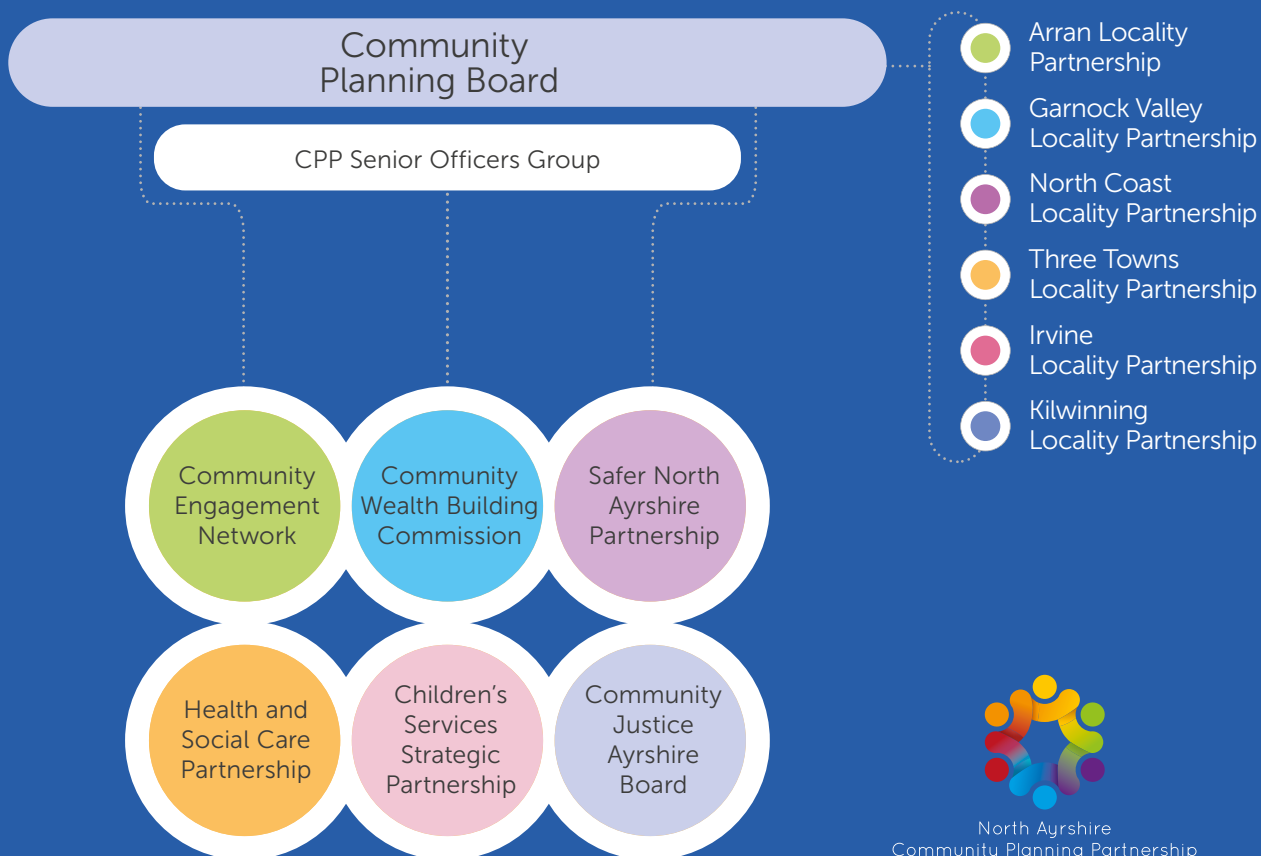 Community
Planning Board
CPP Senior Officers Group
Arran Locality
Partnership
Garnock Valley
Locality Partnership
North Coast
Locality Partnership
Three Towns
Locality Partnership
Irvine
Locality Partnership
Kilwinning
Locality Partnership
Community
Engagement
Network
Community
Wealth Building
Commission
Safer North
Ayrshire
Partnership
Health and
Social Care
Partnership
Children's
Services
Strategic
Partnership
Community
Justice
Ayrshire
Board
North Ayrshire
Community Planning Partnership